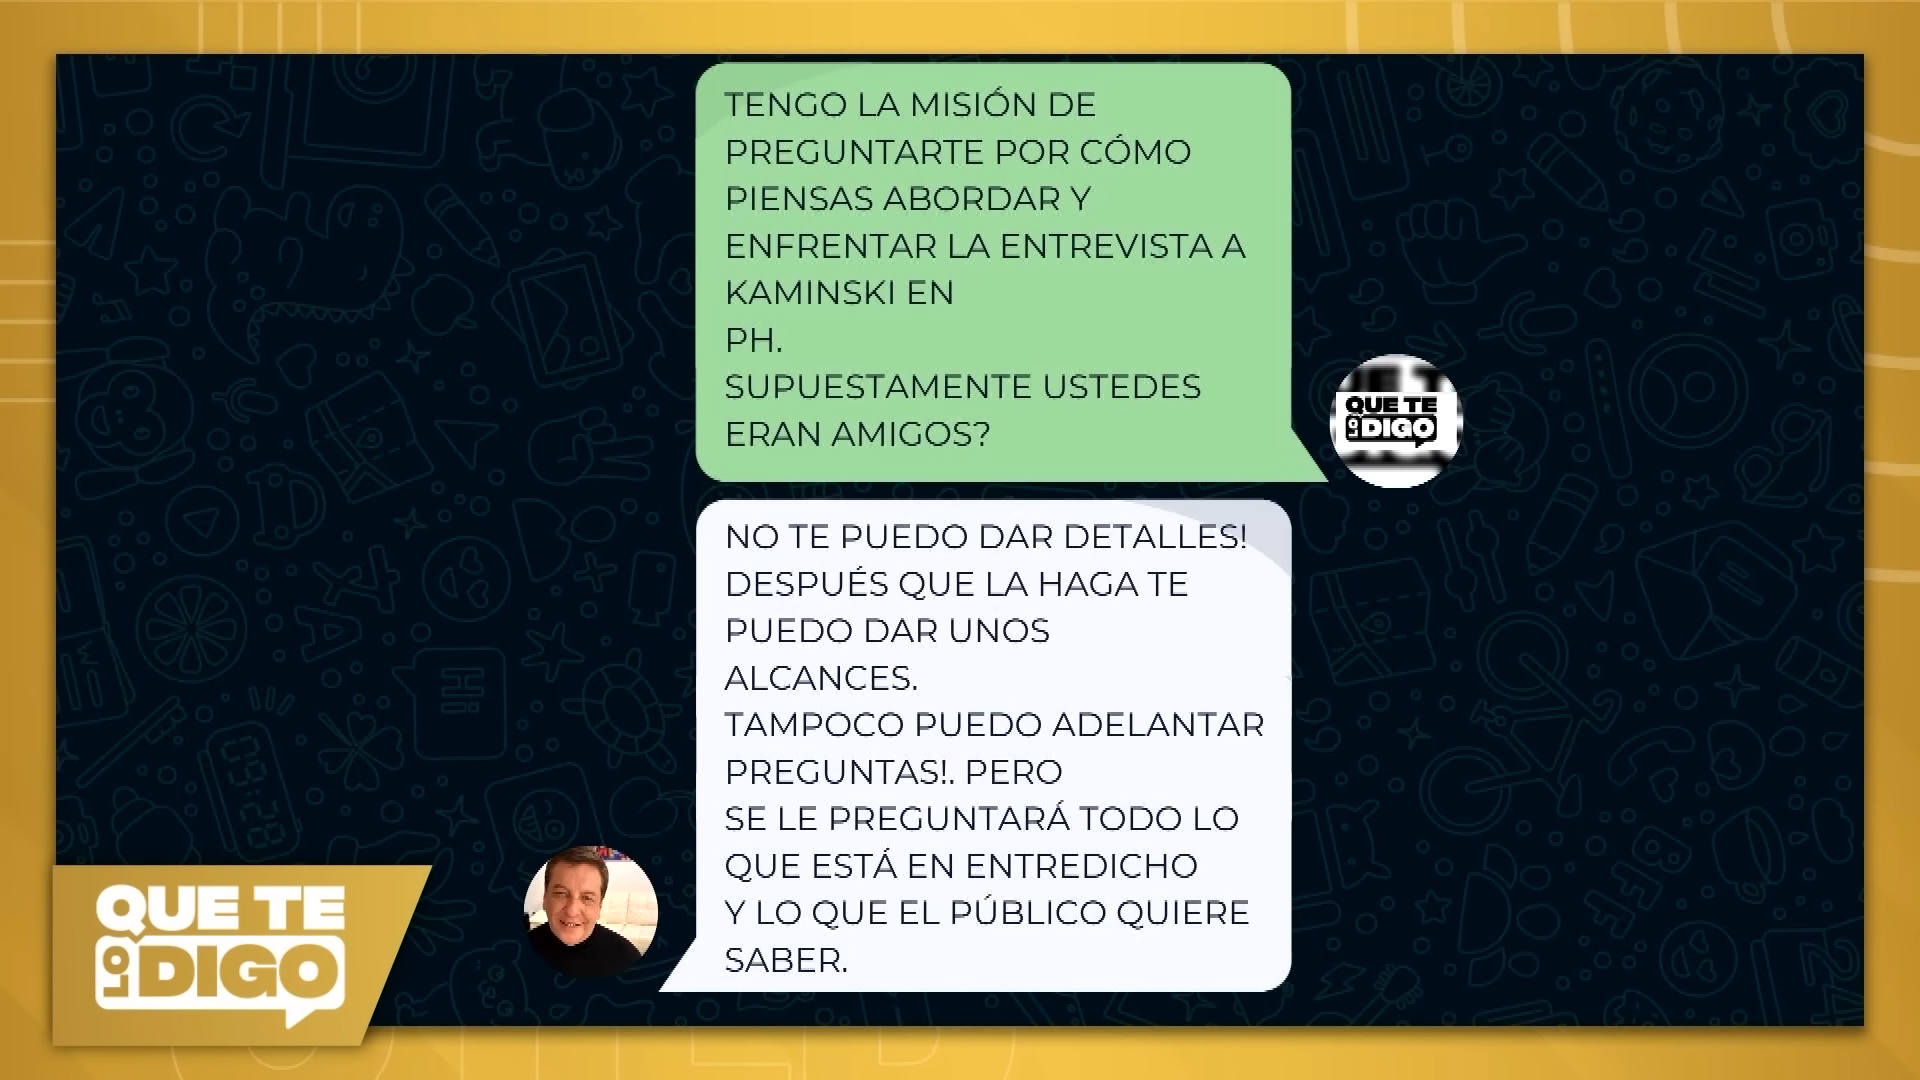 TENGO LA MISIÓN DE
PREGUNTARTE POR CÓMO
PIENSAS ABORDAR Y
ENFRENTAR LA ENTREVISTA A
KAMINSKI EN
PH.
SUPUESTAMENTE USTEDES
ERAN AMIGOS?
QUE TE
LO DIGO
NO TE PUEDO DAR DETALLES!
DESPUÉS QUE LA HAGA TE
PUEDO DAR UNOS
ALCANCES.
TAMPOCO PUEDO ADELANTAR
PREGUNTAS!. PERO
SE LE PREGUNTARÁ TODO LO
QUE ESTÁ EN ENTREDICHO
Y LO QUE EL PÚBLICO QUIERE
SABER.
QUE TE
LO DIGO
HI!
09:28